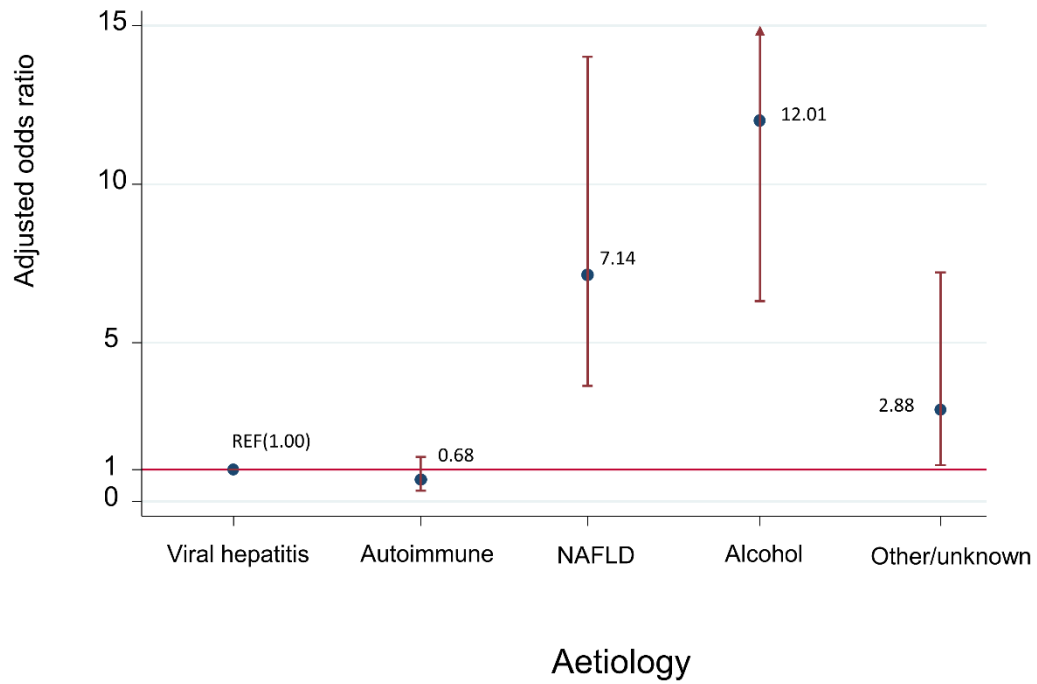 Adjusted odds ratio
15
10
5
1
0
REF(1.00)
0.68
7.14
12.01
2.88
Viral hepatitis
Autoimmune
NAFLD
Alcohol
Other/unknown
Aetiology